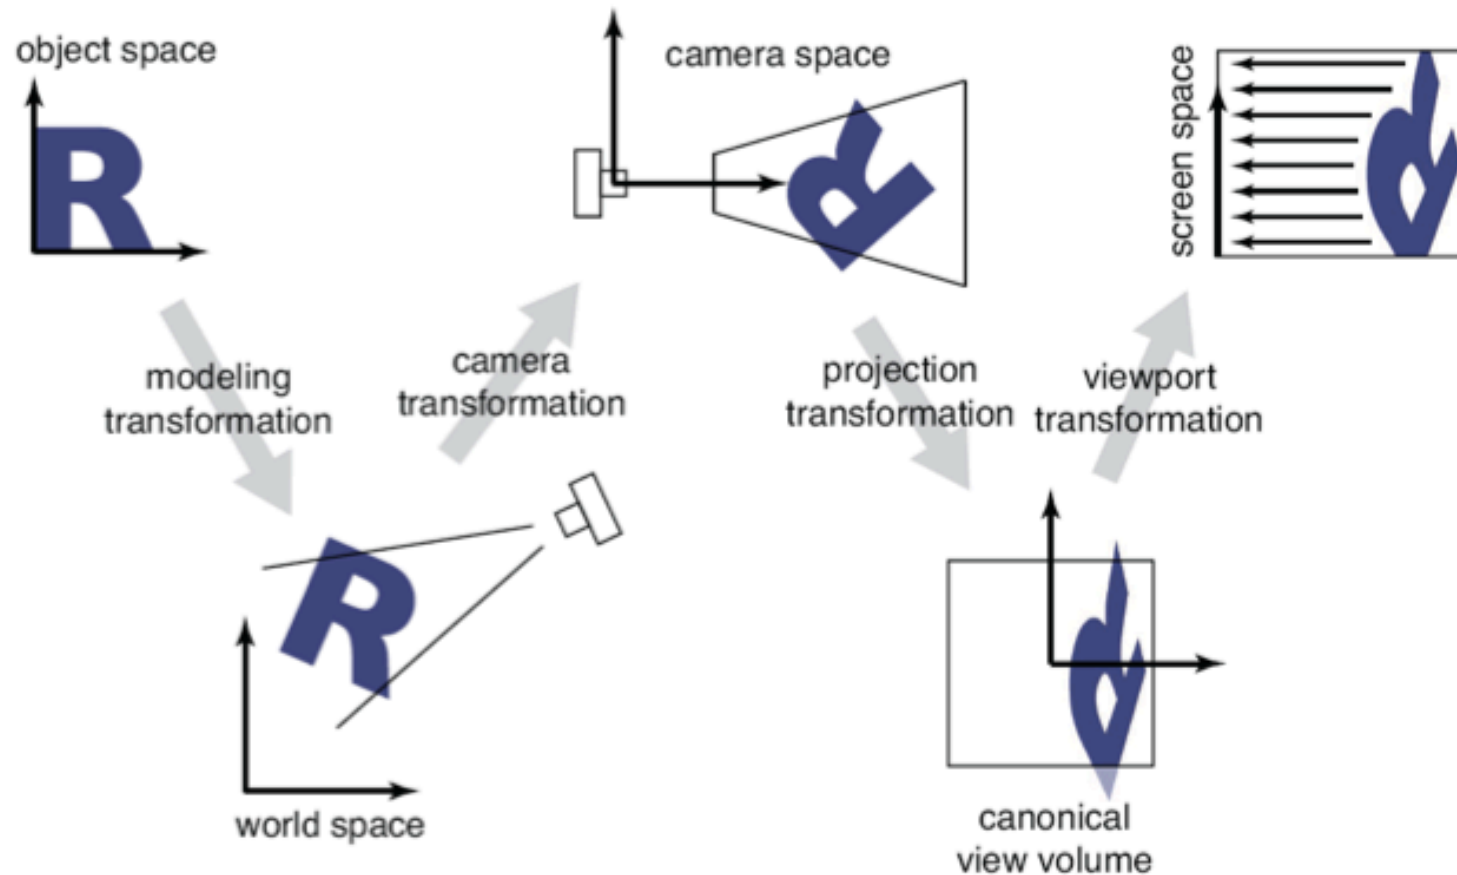 object space
camera space
screen space
modeling
transformation
camera
transformation
projection
transformation
viewport
transformation
R
R
R
R
R
world space
canonical
view volume